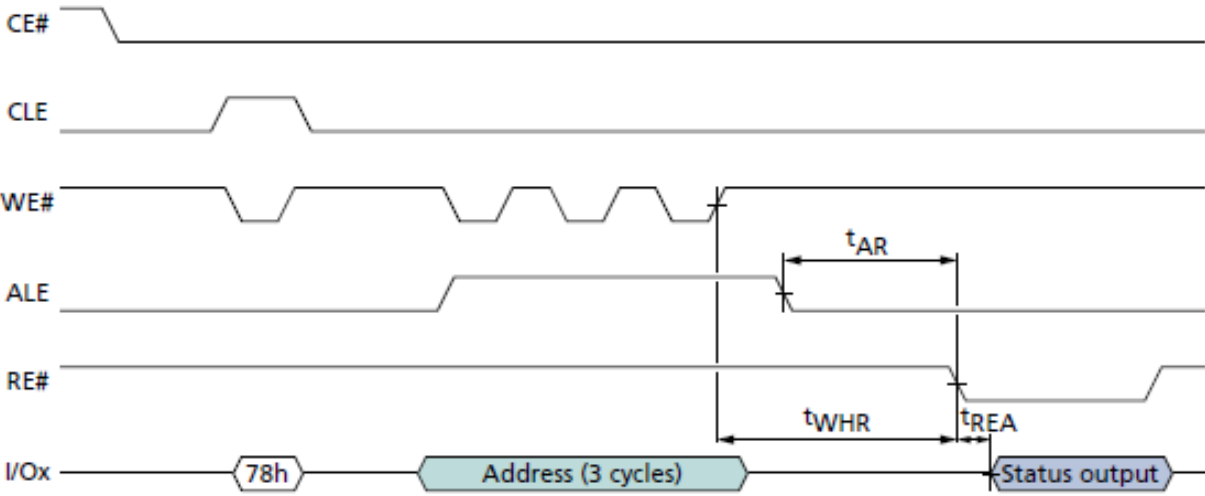 CE#
CLE
WE#
tAR
ALE
RE#
tWHR
tREA
I/Ox
78h
Address (3 cycles)
Status output